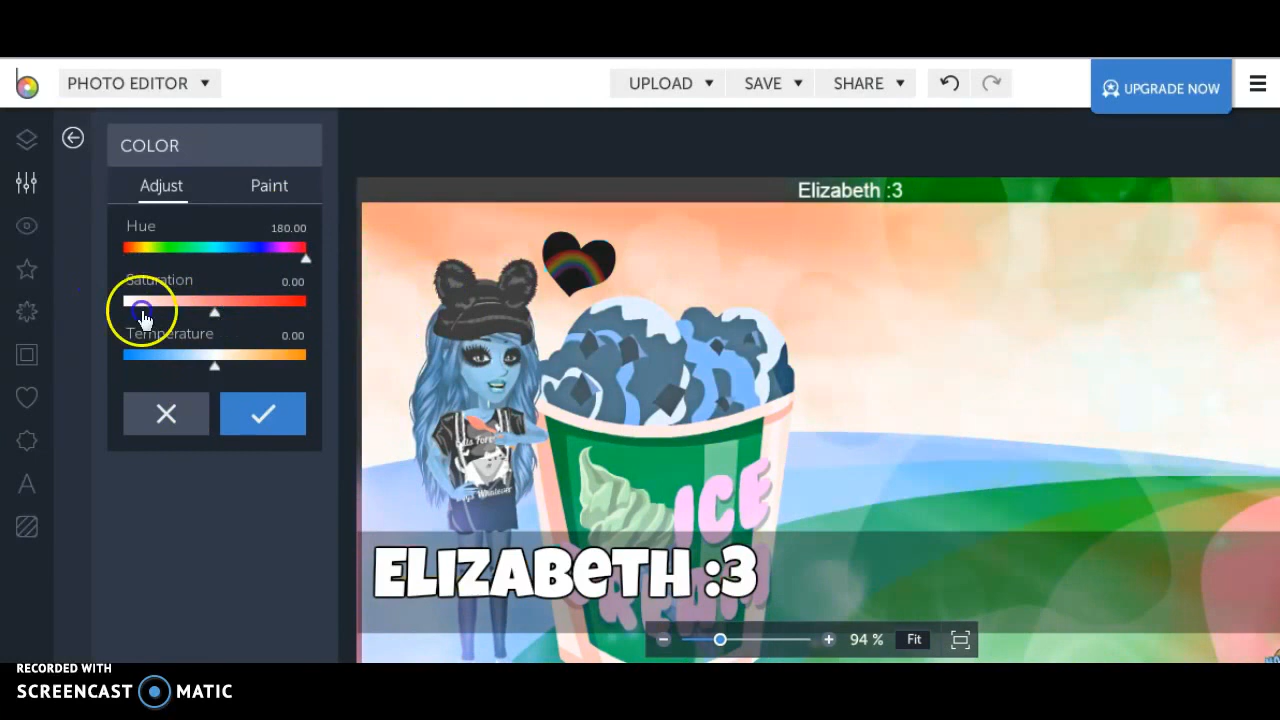 PHOTO EDITOR
UPLOAD
SAVE
SHARE
UPGRADE NOW
COLOR
Adjust
Paint
Hue
180.00
Saturation
0.00
Temperature
0.00
Elizabeth :3
ICE
CREAM
ELIZABETH :3
94 %
Fit
RECORDED WITH
SCREENCAST MATIC